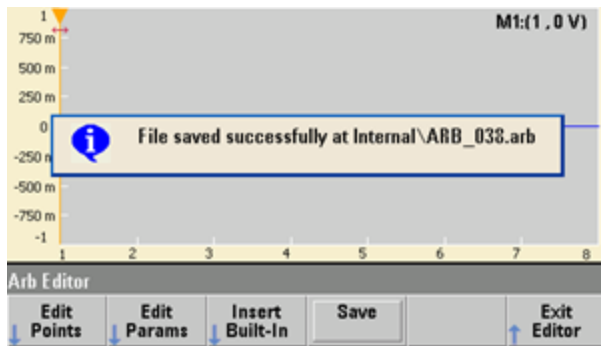 1
M1:(1 , 0 V)
750 m
500 m
250 m
0
File saved successfully at Internal\ARB_038.arb
-250 m
-500 m
-750 m
-1
1 2 3 4 5 6 7 8
Arb Editor
Edit Points
Edit Params
Insert Built-In
Save
Exit Editor